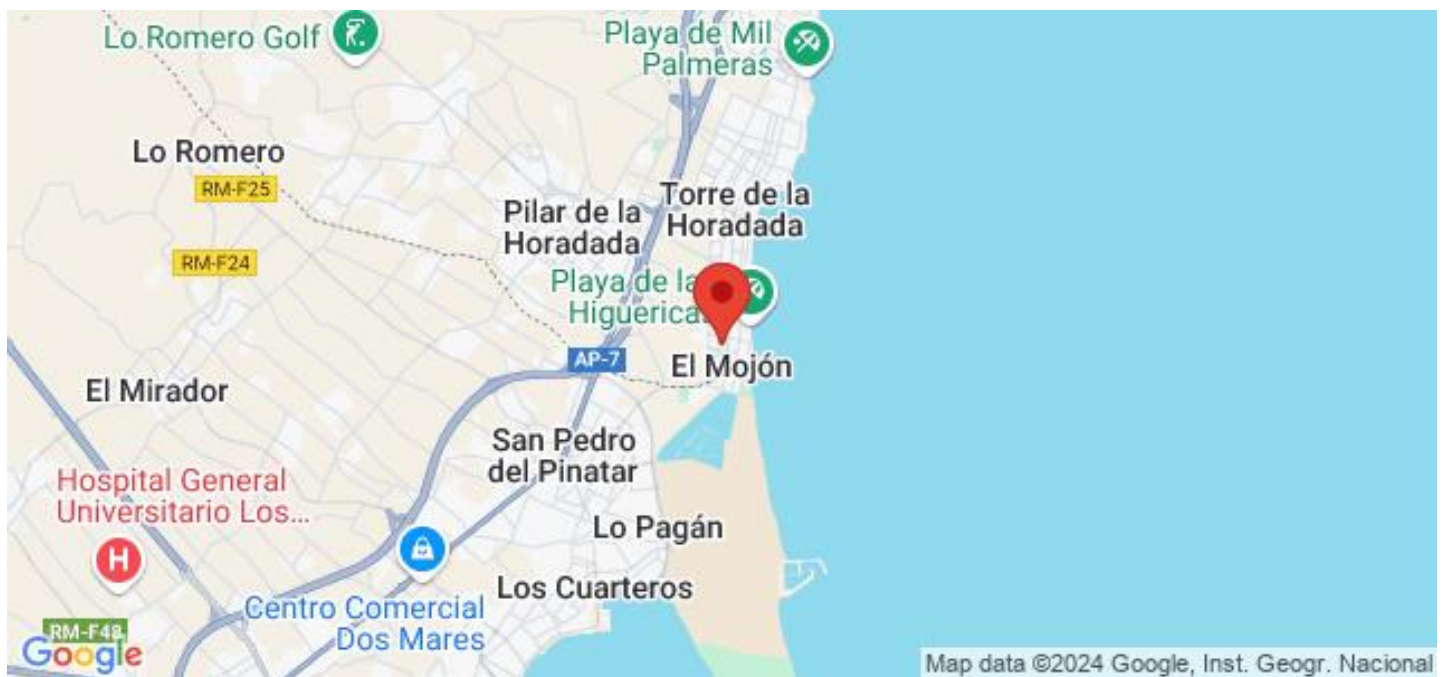 Lo Romero Golf
Playa de Mil
Palmeras
Lo Romero
RM-F25
Torre de la
Horadada
Pilar de la
Horadada
RM-F24
Playa de la
Higuerica
AP-7
El Mojón
El Mirador
San Pedro
del Pinatar
Hospital General
Universitario Los...
H
Lo Pagán
Los Cuarteros
Centro Comercial
Dos Mares
RM-F48
Google
Map data ©2024 Google, Inst. Geogr. Nacional